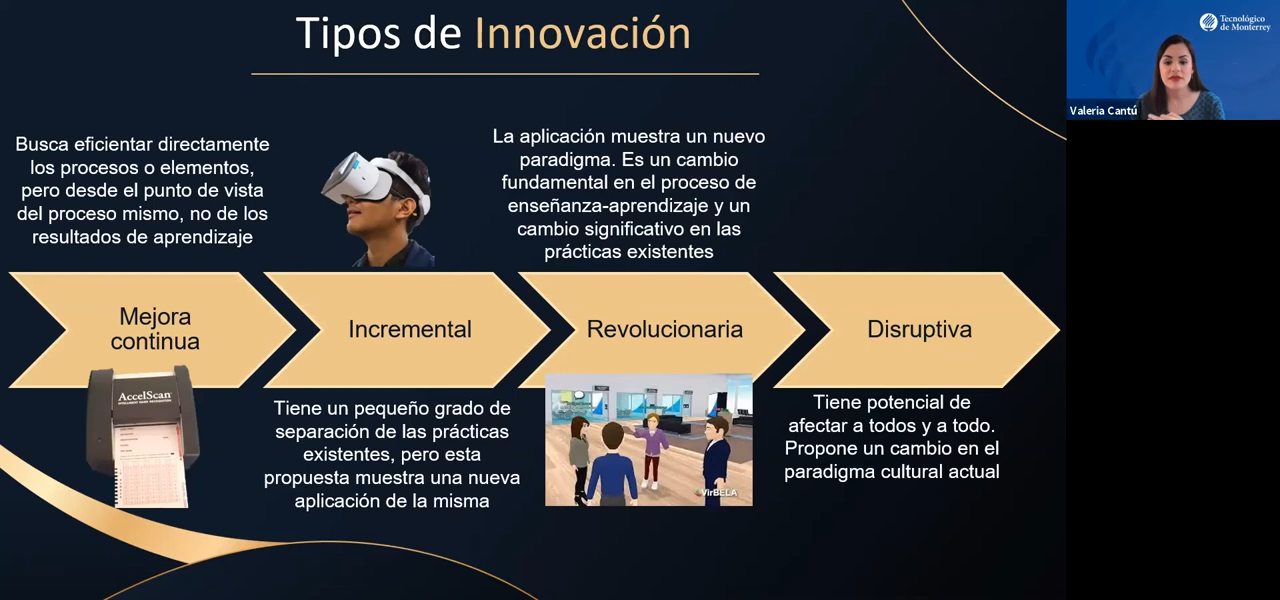 Tipos de Innovación
Tecnológico
de Monterrey
Valeria Cantú
Busca eficientar directamente
los procesos o elementos,
pero desde el punto de vista
del proceso mismo, no de los
resultados de aprendizaje
La aplicación muestra un nuevo
paradigma. Es un cambio
fundamental en el proceso de
enseñanza-aprendizaje y un
cambio significativo en las
prácticas existentes
Mejora
continua
Incremental
Revolucionaria
Disruptiva
AccelScan
Tiene un pequeño grado de
separación de las prácticas
existentes, pero esta
propuesta muestra una nueva
aplicación de la misma
VirBELA
Tiene potencial de
afectar a todos y a todo.
Propone un cambio en el
paradigma cultural actual